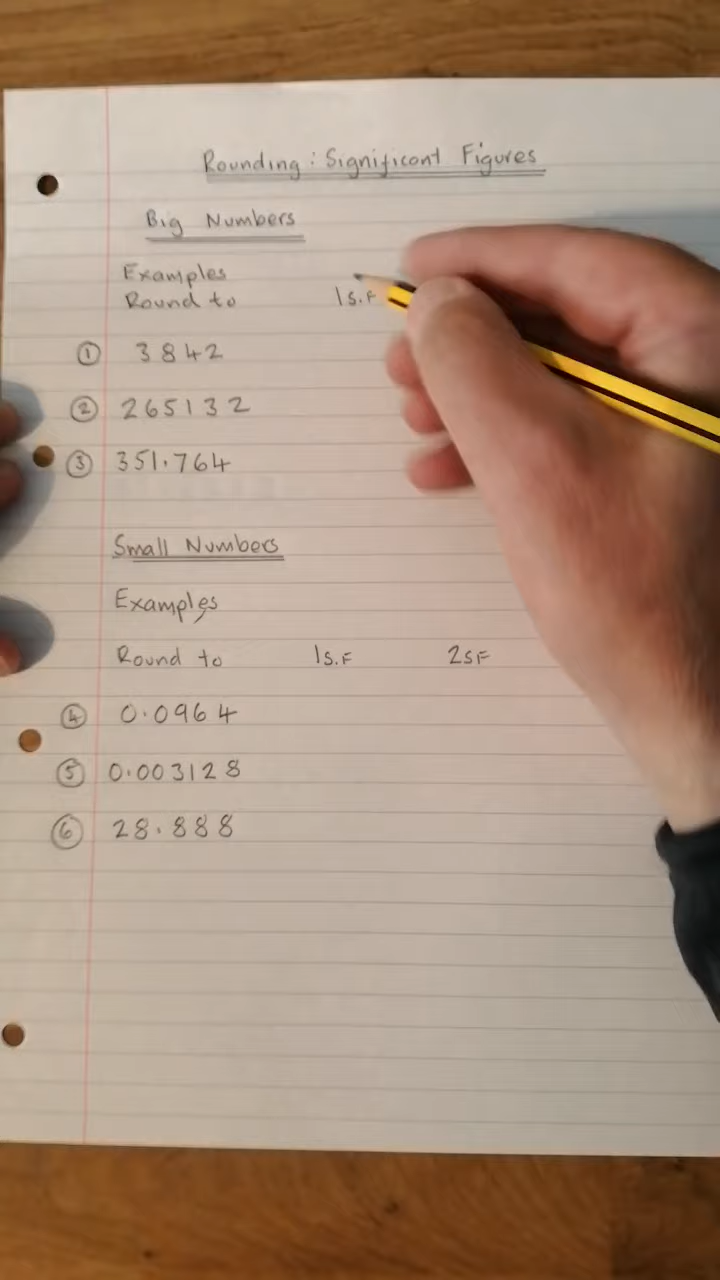 Rounding: Significant Figures
Big Numbers
Examples
Round to 1s.F
① 3842
② 265132
③ 351.764
Small Numbers
Examples
Round to 1s.F 2SF
④ 0.0964
⑤ 0.003128
⑥ 28.888